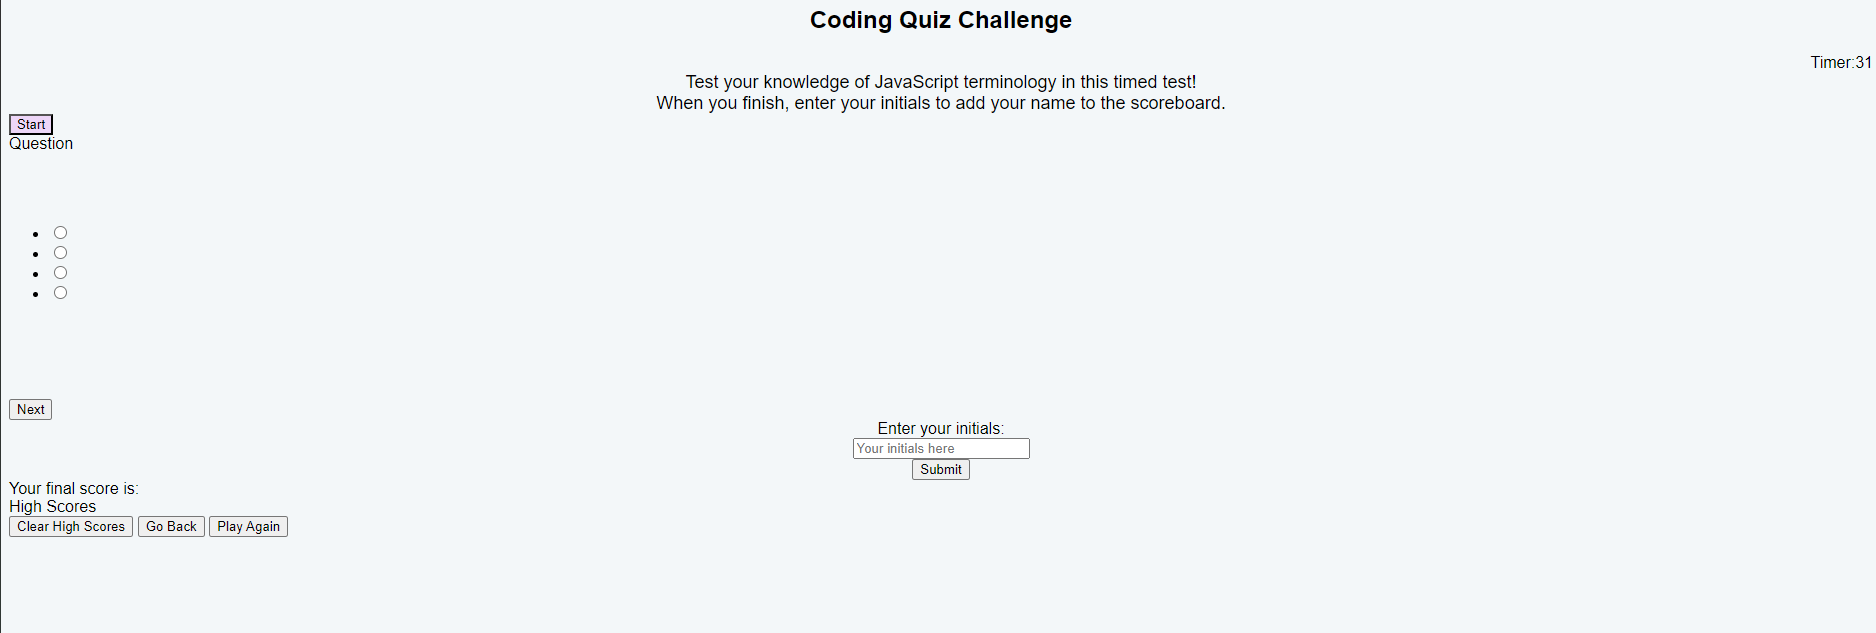 Coding Quiz Challenge
Timer:31
Test your knowledge of JavaScript terminology in this timed test!
When you finish, enter your initials to add your name to the scoreboard.
Start
Question
Next
Enter your initials:
Your initials here
Submit
Your final score is:
High Scores
Clear High Scores Go Back Play Again